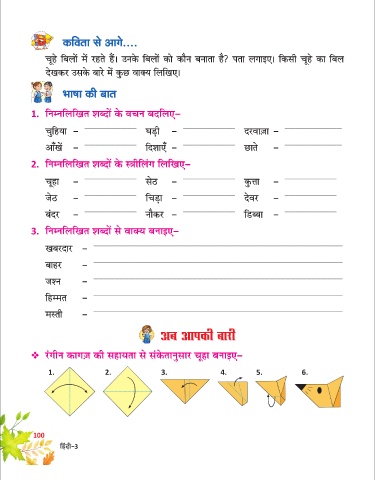 कविता से आगे....
चूहे बिलों में रहते हैं। उनके बिलों को कौन बनाता है? पता लगाइए। किसी चूहे का बिल
देखकर उसके बारे में कुछ वाक्य लिखिए।
भाषा की बात
1. निम्नलिखित शब्दों के वचन बदलिए–
चुहिया – घड़ी – दरवाज़ा –
आँखें – दिशाएँ – छाते –
2. निम्नलिखित शब्दों के स्त्रीलिंग लिखिए–
चूहा – सेठ – कुत्ता –
जेठ – चिड़ा – देवर –
बंदर – नौकर – डिब्बा –
3. निम्नलिखित शब्दों से वाक्य बनाइए–
खबरदार –
बाहर –
जश्न –
हिम्मत –
मस्ती –
अब आपकी बारी
❖ रंगीन कागज़ की सहायता से संकेतानुसार चूहा बनाइए–
1. 2. 3. 4. 5. 6.
100
हिंदी-3